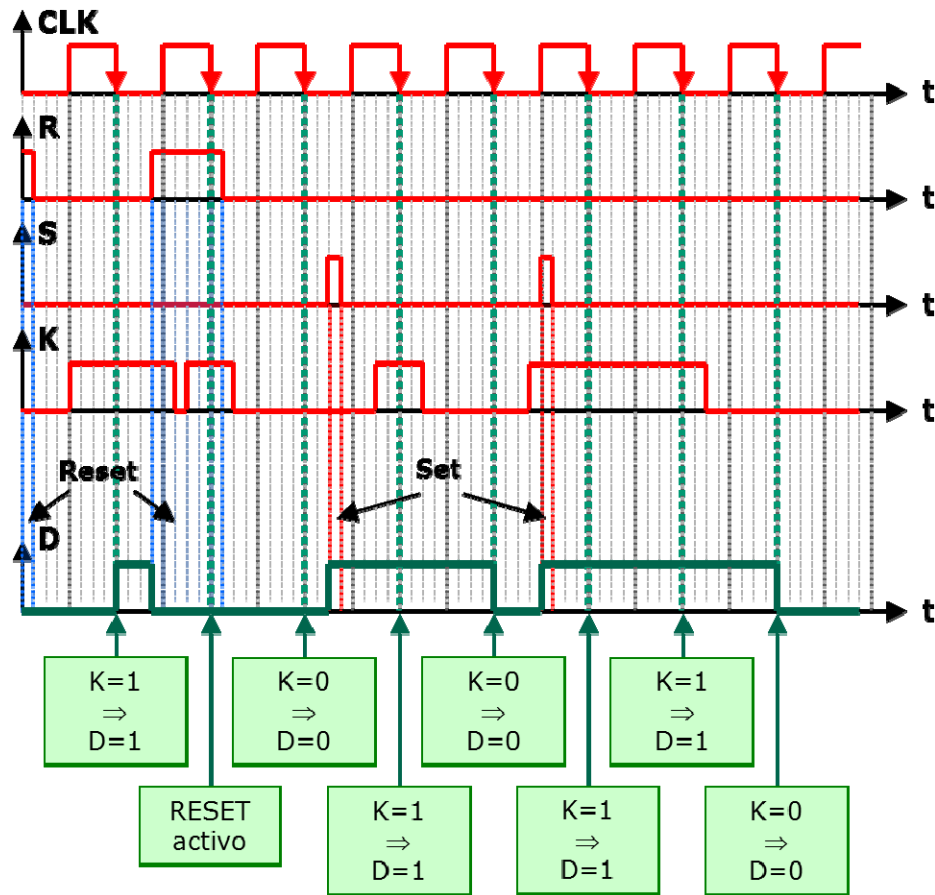 CLK
t
R
t
S
t
K
t
Reset
Set
D
t
K=1
⇒
D=1
K=0
⇒
D=0
K=0
⇒
D=0
K=1
⇒
D=1
RESET
activo
K=1
⇒
D=1
K=1
⇒
D=1
K=0
⇒
D=0